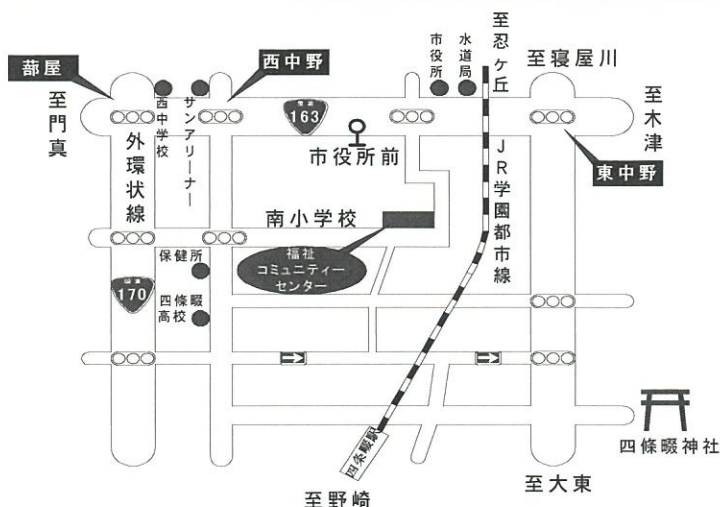 蔀屋
至門真
西中学校
サンアリーナー
西中野
国道
163
市役所前
市役所
水道局
至忍ヶ丘
至寝屋川
至木津
東中野
外環状線
JR学園都市線
南小学校
福祉
コミュニティー
センター
保健所
国道
170
四條畷
高校
四条畷駅
至野崎
至大東
四條畷神社